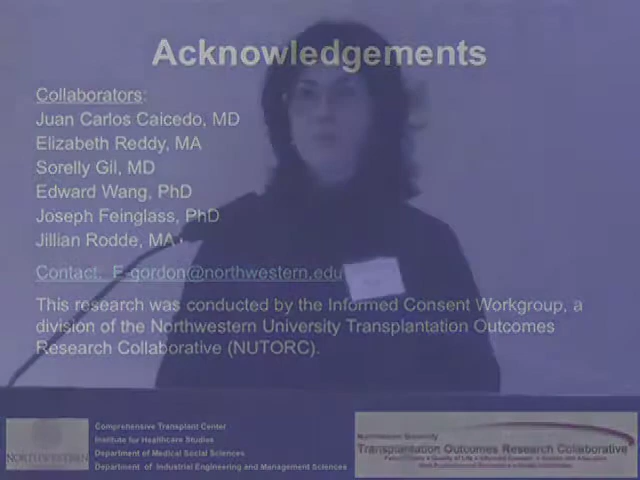 Acknowledgements
Collaborators:
Juan Carlos Caicedo, MD
Elizabeth Reddy, MA
Sorelly Gil, MD
Edward Wang, PhD
Joseph Feinglass, PhD
Jillian Rodde, MA
Contact: E-gordon@northwestern.edu
This research was conducted by the Informed Consent Workgroup, a
division of the Northwestern University Transplantation Outcomes
Research Collaborative (NUTORC).
NORTHWESTERN
Comprehensive Transplant Center
Institute for Healthcare Studies
Department of Medical Social Sciences
Department of Industrial Engineering and Management Sciences
Northwestern University
Transplantation Outcomes Research Collaborative